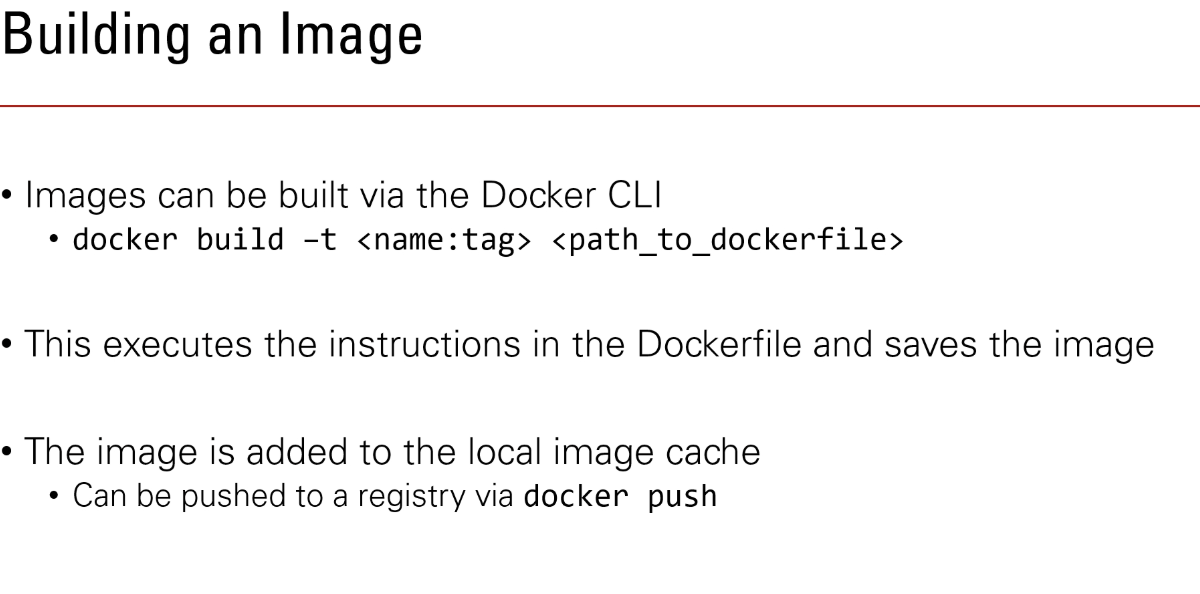 Building an Image
• Images can be built via the Docker CLI
• docker build –t <name:tag> <path_to_dockerfile>
• This executes the instructions in the Dockerfile and saves the image
• The image is added to the local image cache
• Can be pushed to a registry via docker push